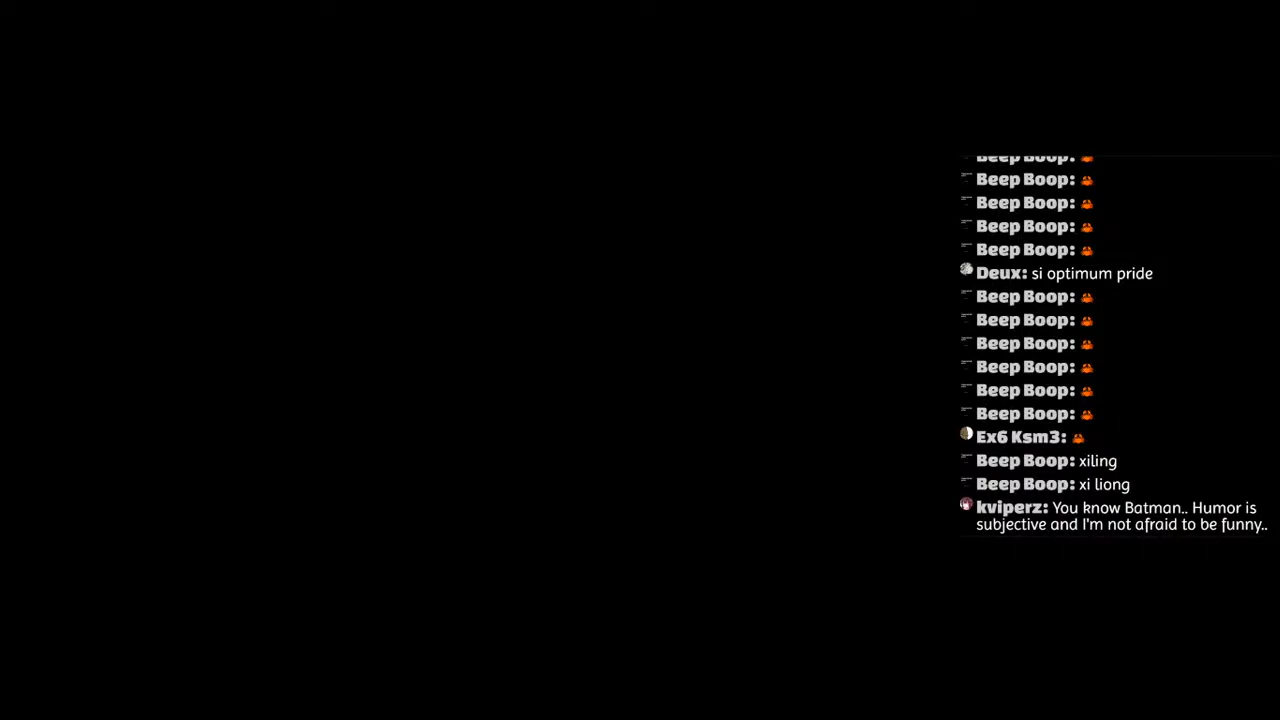 Beep Boop: 🦀
Beep Boop: 🦀
Beep Boop: 🦀
Beep Boop: 🦀
Beep Boop: 🦀
Deux: si optimum pride
Beep Boop: 🦀
Beep Boop: 🦀
Beep Boop: 🦀
Beep Boop: 🦀
Beep Boop: 🦀
Beep Boop: 🦀
Ex6 Ksm3: 🦀
Beep Boop: xiling
Beep Boop: xi liong
kviperz: You know Batman.. Humor is
subjective and I'm not afraid to be funny..